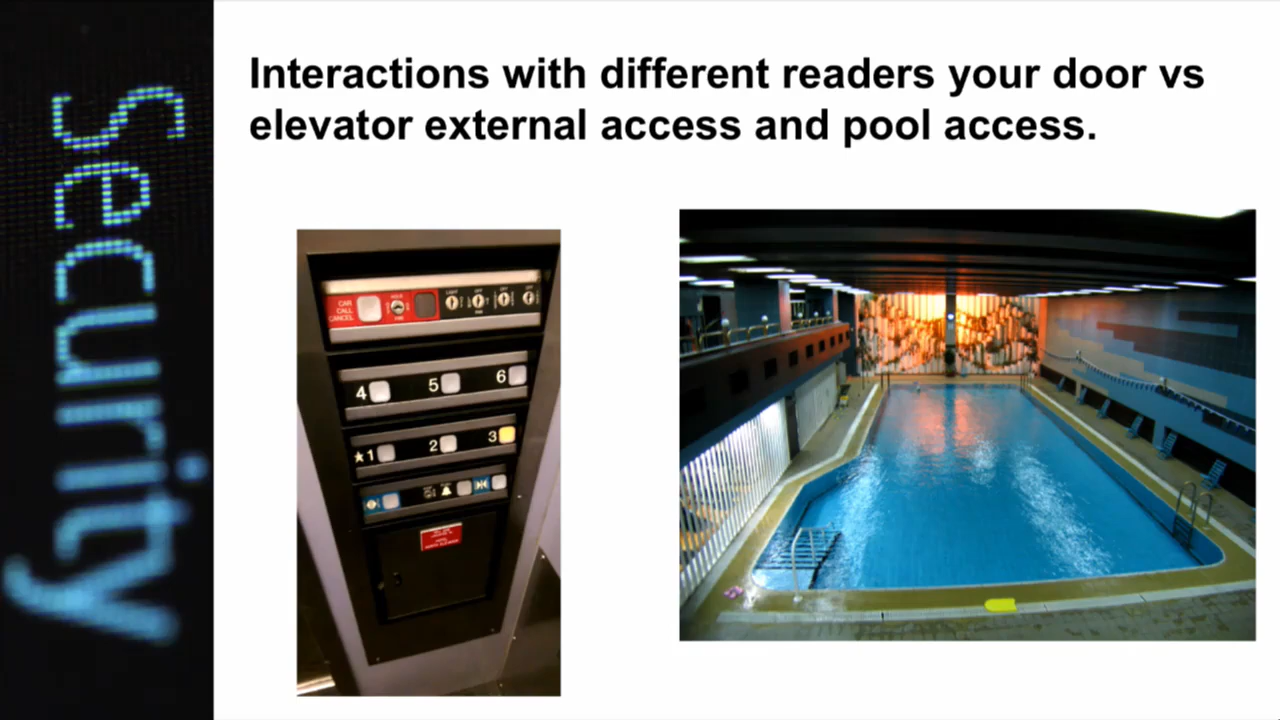 Security
Interactions with different readers your door vs
elevator external access and pool access.
CAR
CALL
CANCEL
4 5 6
★1 2 3